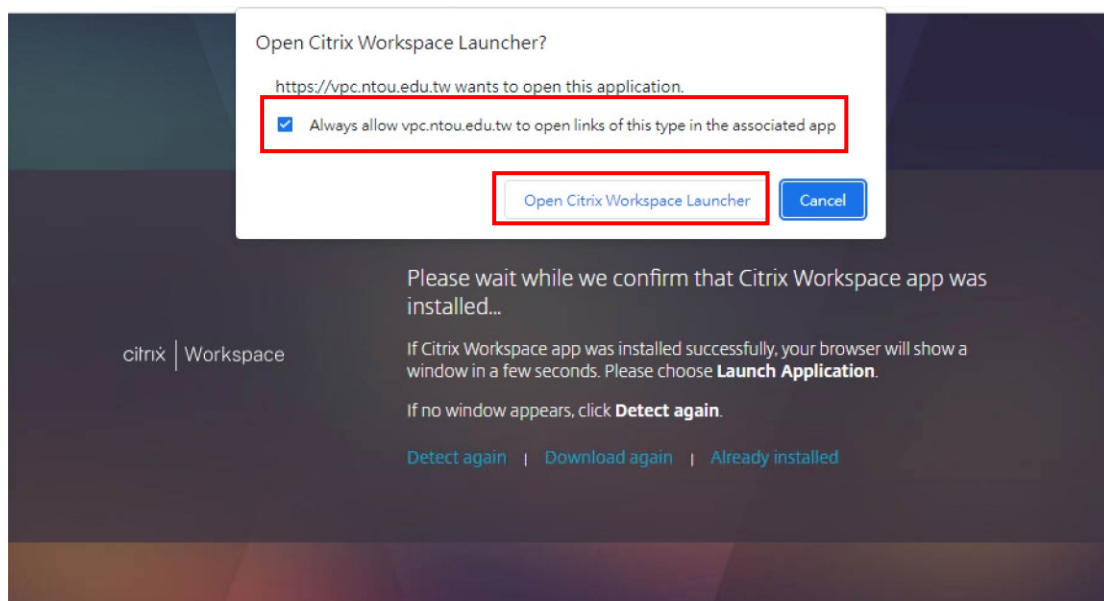 Open Citrix Workspace Launcher?
https://vpc.ntou.edu.tw wants to open this application.
Always allow vpc.ntou.edu.tw to open links of this type in the associated app
Open Citrix Workspace Launcher
Cancel
Please wait while we confirm that Citrix Workspace app was
installed...
citrix | Workspace
If Citrix Workspace app was installed successfully, your browser will show a
window in a few seconds. Please choose Launch Application.
If no window appears, click Detect again.
Detect again | Download again | Already installed